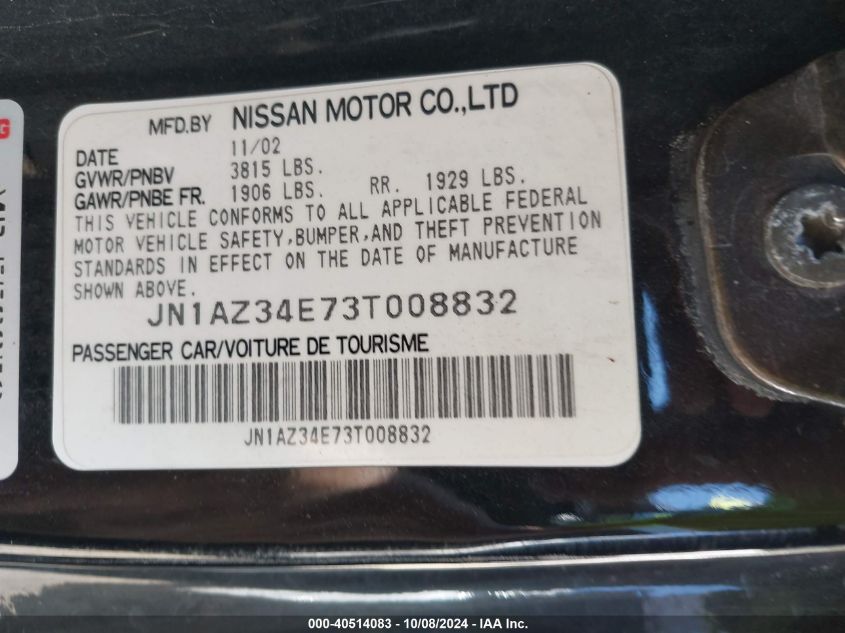 MFD.BY NISSAN MOTOR CO.,LTD
DATE 11/02
GVWR/PNBV 3815 LBS.
GAWR/PNBE FR. 1906 LBS. RR. 1929 LBS.
THIS VEHICLE CONFORMS TO ALL APPLICABLE FEDERAL
MOTOR VEHICLE SAFETY,BUMPER,AND THEFT PREVENTION
STANDARDS IN EFFECT ON THE DATE OF MANUFACTURE
SHOWN ABOVE.
JN1AZ34E73T008832
PASSENGER CAR/VOITURE DE TOURISME
JN1AZ34E73T008832
000-40514083 - 10/08/2024 - IAA Inc.